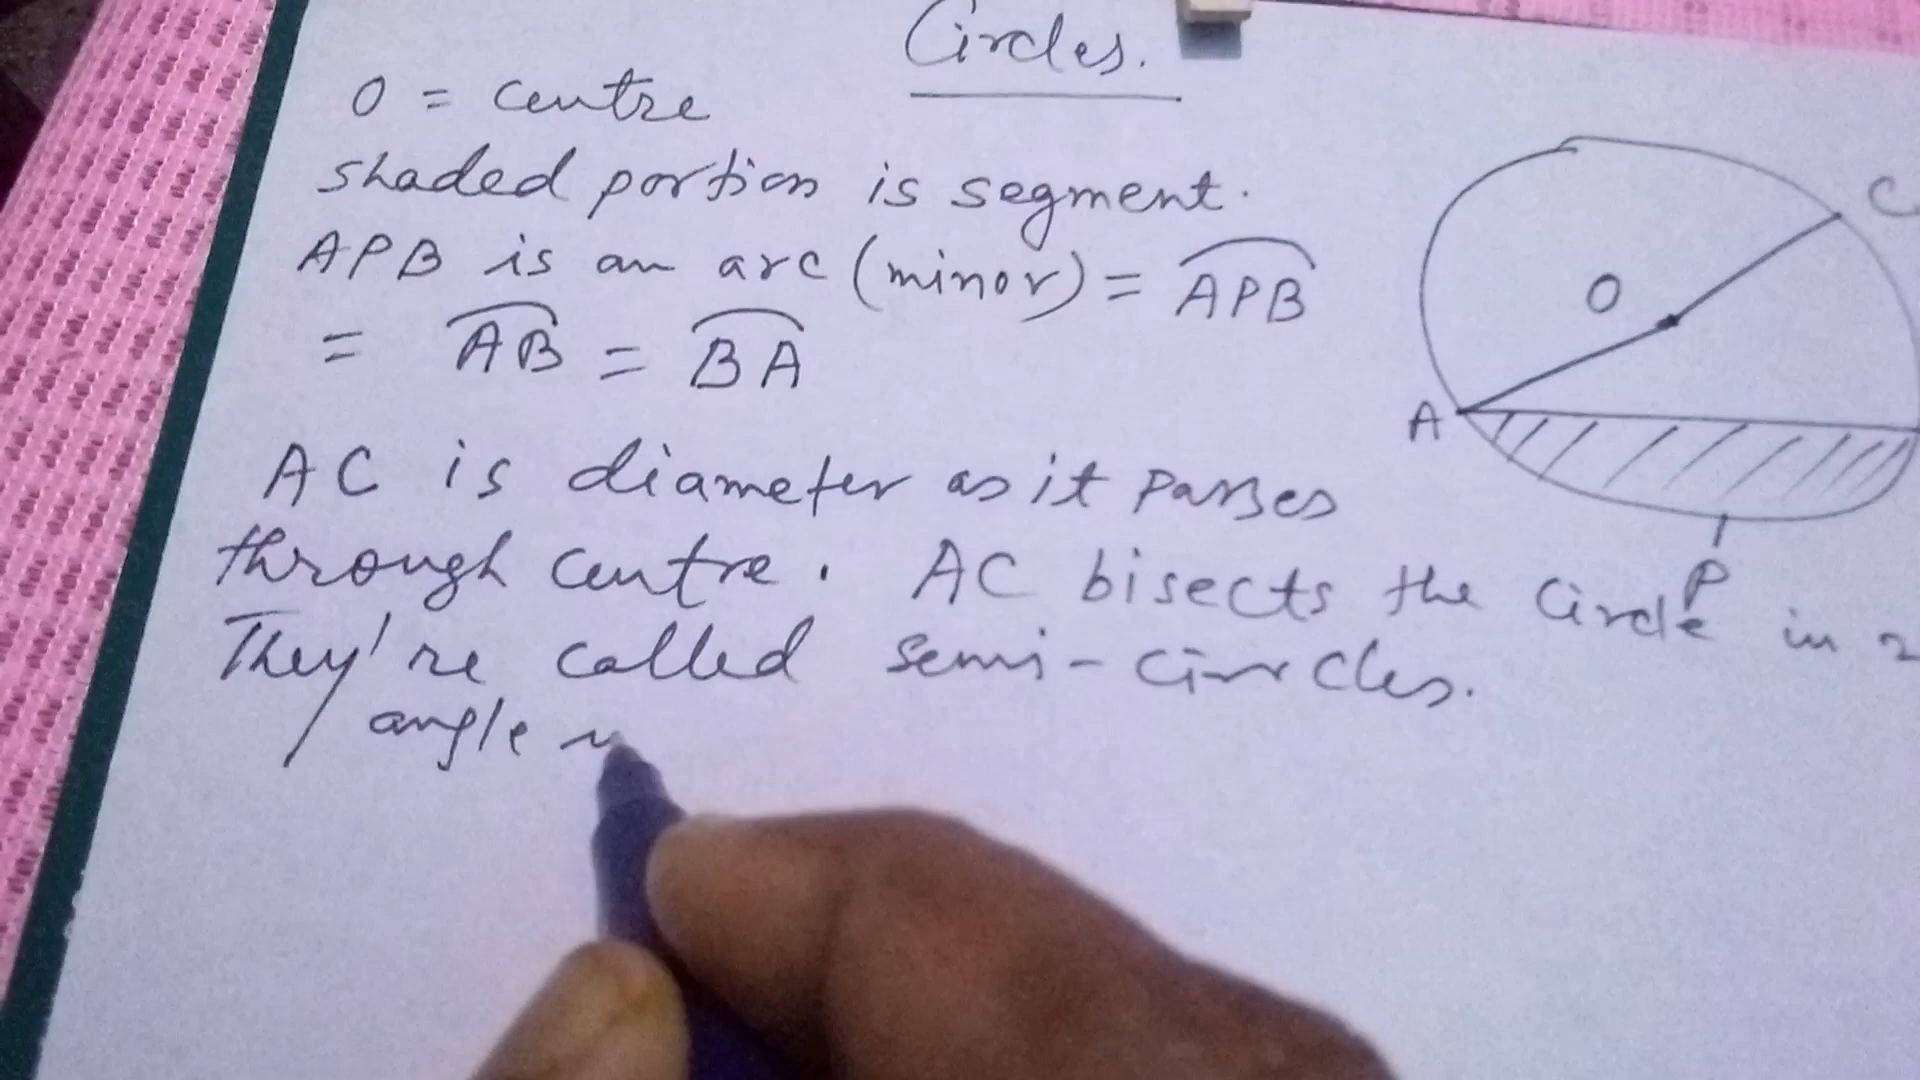 Circles.
O = centre
shaded portion is segment.
APB is an arc (minor) = APB
= AB = BA
AC is diameter as it passes
through centre. AC bisects the circle in 2
They're called semi-circles.
angle
C
O
A
P